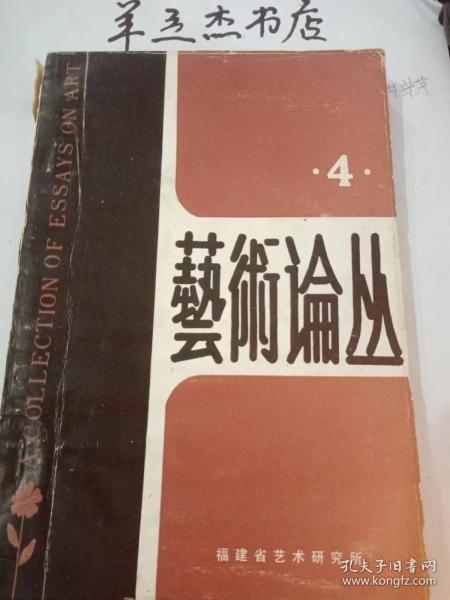 羊立杰书店
A COLLECTION OF ESSAYS ON ART
·4·
藝術论丛
福建省艺术研究所
孔夫子旧书网
www.kongfz.com